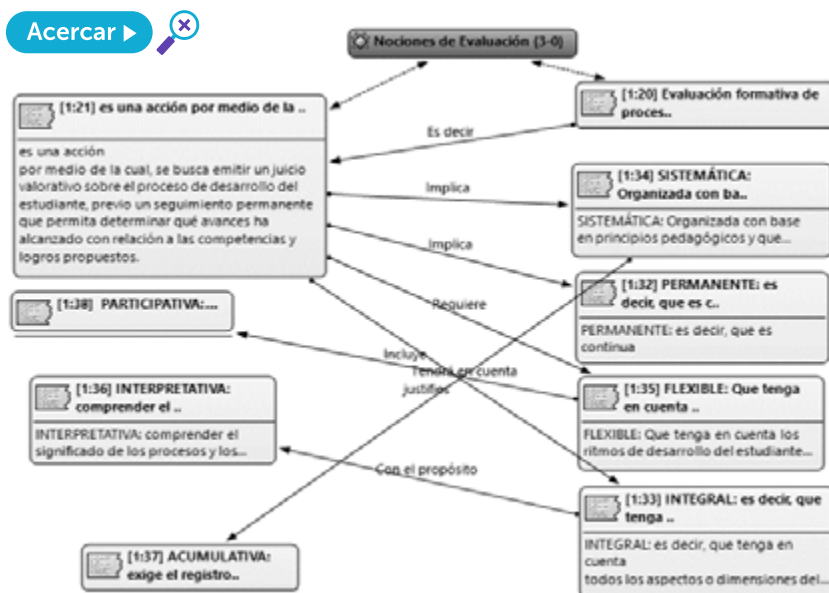 Acercar
Nociones de Evaluación {3-0}
[1:21] es una acción por medio de la ..
es una acción
por medio de la cual, se busca emitir un juicio
valorativo sobre el proceso de desarrollo del
estudiante, previo un seguimiento permanente
que permita determinar qué avances ha
alcanzado con relación a las competencias y
logros propuestos.
[1:20] Evaluación formativa de
proces..
Es decir
Implica
[1:34] SISTEMÁTICA:
Organizada con ba..
SISTEMÁTICA: Organizada con base
en principios pedagógicos y que...
Implica
[1:32] PERMANENTE: es
decir, que es c..
PERMANENTE: es decir, que es
continua
[1:38] PARTICIPATIVA:...
Requiere
Incluye
Tendrá en cuenta
justifica
[1:36] INTERPRETATIVA:
comprender el ..
INTERPRETATIVA: comprender el
significado de los procesos y los...
[1:35] FLEXIBLE: Que tenga
en cuenta ..
FLEXIBLE: Que tenga en cuenta los
ritmos de desarrollo del estudiante...
Con el propósito
[1:33] INTEGRAL: es decir, que
tenga ..
INTEGRAL: es decir, que tenga en
cuenta
todos los aspectos o dimensiones del...
[1:37] ACUMULATIVA:
exige el registro..